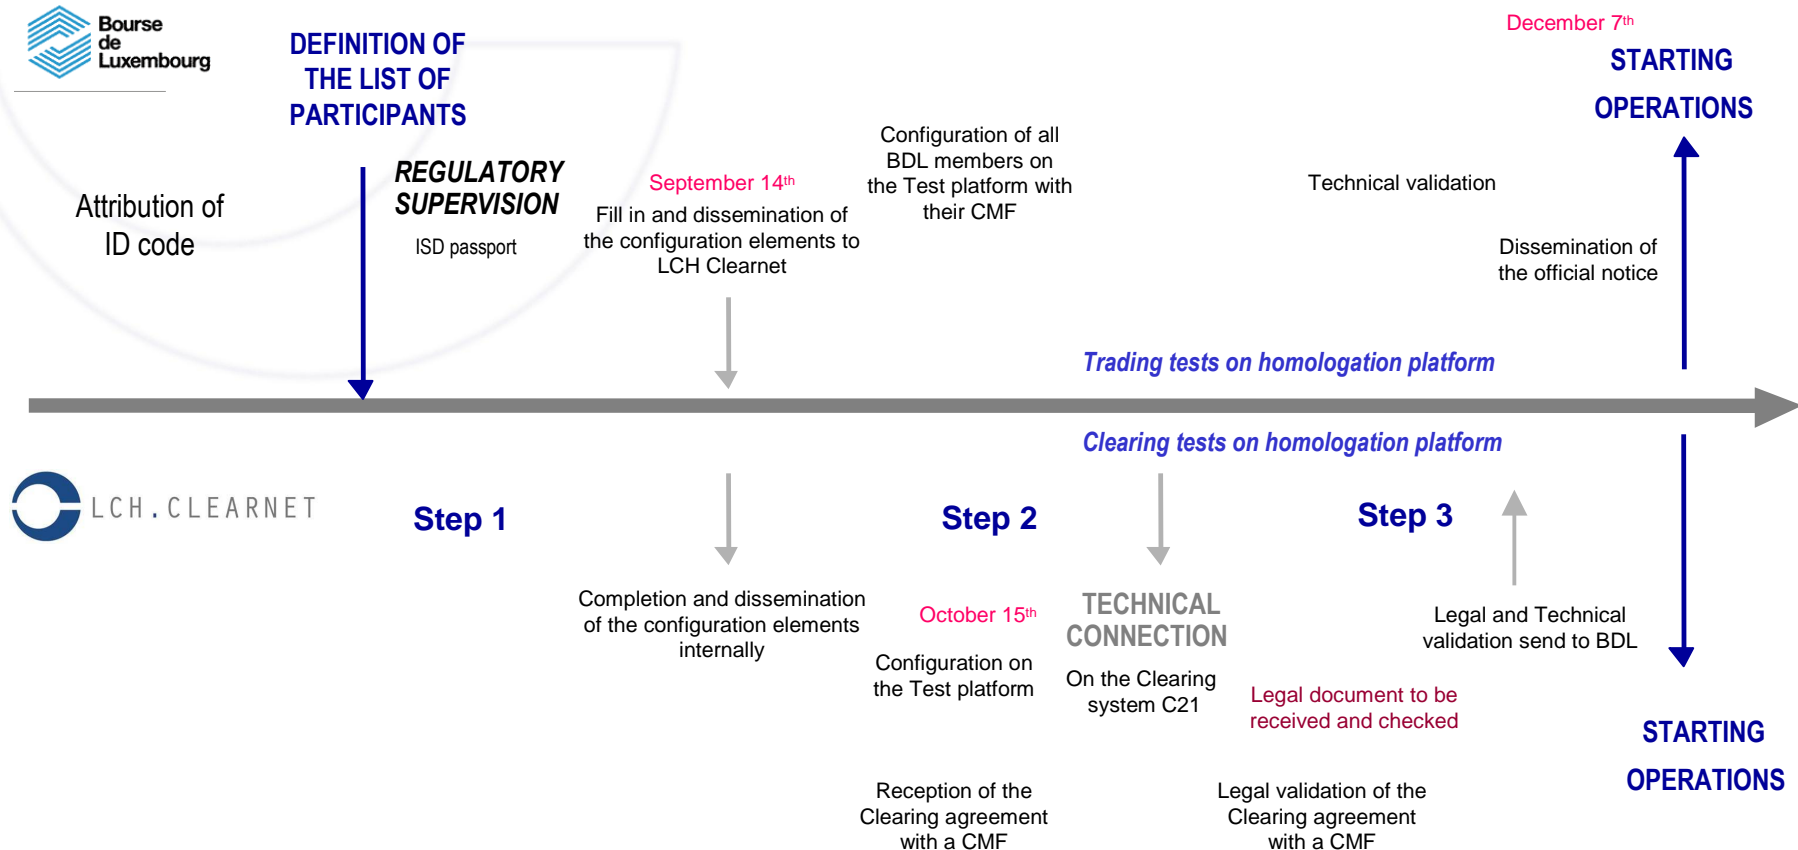 Bourse
de
Luxembourg
DEFINITION OF
THE LIST OF
PARTICIPANTS
December 7th
STARTING
OPERATIONS
Attribution of
ID code
REGULATORY
SUPERVISION
ISD passport
September 14th
Fill in and dissemination of
the configuration elements to
LCH Clearnet
Configuration of all
BDL members on
the Test platform with
their CMF
Technical validation
Dissemination of
the official notice
Trading tests on homologation platform
Clearing tests on homologation platform
LCH.CLEARNET
Step 1
Step 2
Step 3
Completion and dissemination
of the configuration elements
internally
October 15th
Configuration on
the Test platform
TECHNICAL
CONNECTION
On the Clearing
system C21
Legal document to be
received and checked
Legal and Technical
validation send to BDL
STARTING
OPERATIONS
Reception of the
Clearing agreement
with a CMF
Legal validation of the
Clearing agreement
with a CMF